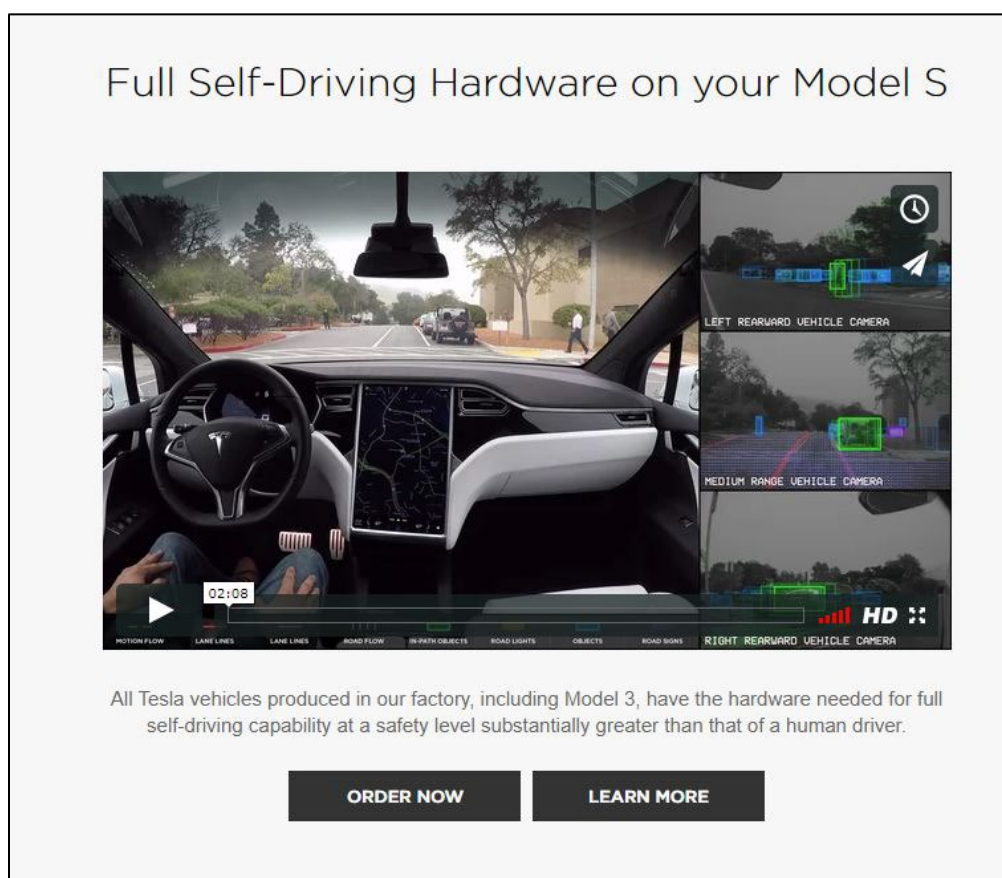 Full Self-Driving Hardware on your Model S
LEFT REARWARD VEHICLE CAMERA
MEDIUM RANGE VEHICLE CAMERA
RIGHT REARWARD VEHICLE CAMERA
02:08
HD
MOTION FLOW
LANE LINES
LANE LINES
ROAD FLOW
IN-PATH OBJECTS
ROAD LIGHTS
OBJECTS
ROAD SIGNS
All Tesla vehicles produced in our factory, including Model 3, have the hardware needed for full
self-driving capability at a safety level substantially greater than that of a human driver.
ORDER NOW
LEARN MORE